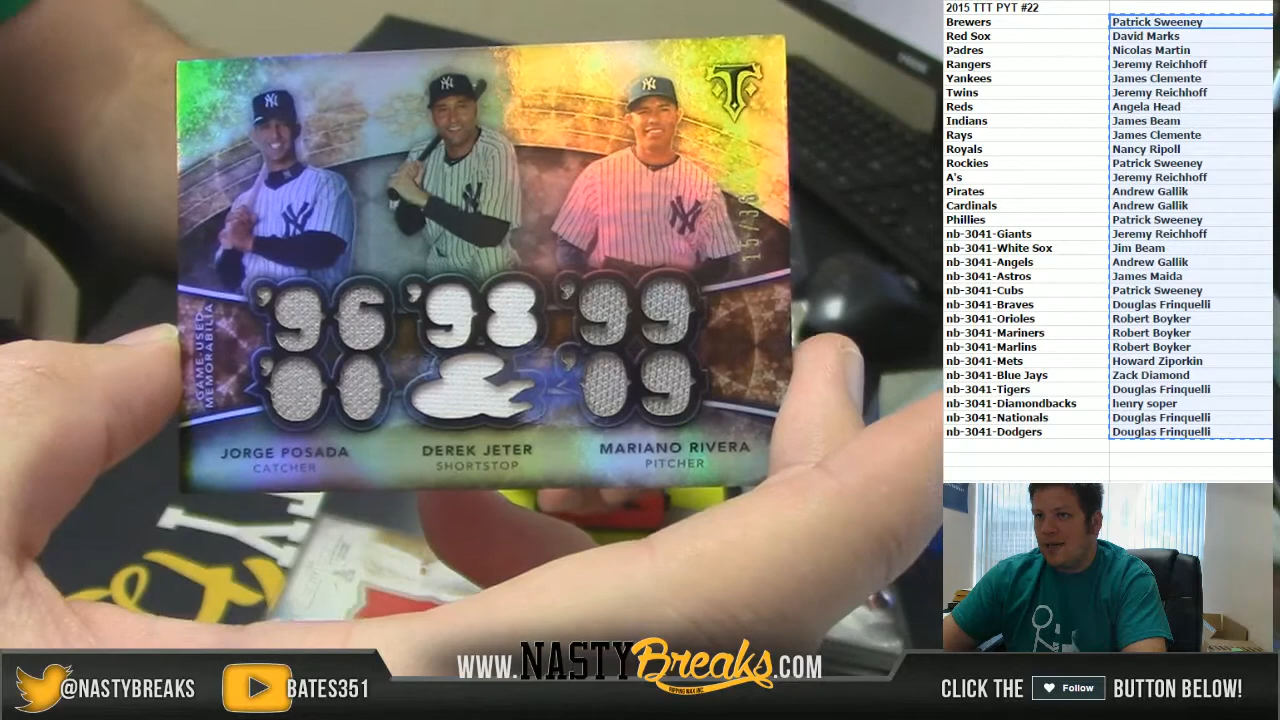 15/36
GAME-USED
MEMORABILIA
'96 '98 '99
'00 '09
JORGE POSADA
CATCHER
DEREK JETER
SHORTSTOP
MARIANO RIVERA
PITCHER
2015 TTT PYT #22
Brewers Patrick Sweeney
Red Sox David Marks
Padres Nicolas Martin
Rangers Jeremy Reichhoff
Yankees James Clemente
Twins Jeremy Reichhoff
Reds Angela Head
Indians James Beam
Rays James Clemente
Royals Nancy Ripoll
Rockies Patrick Sweeney
A's Jeremy Reichhoff
Pirates Andrew Gallik
Cardinals Andrew Gallik
Phillies Patrick Sweeney
nb-3041-Giants Jeremy Reichhoff
nb-3041-White Sox Jim Beam
nb-3041-Angels Andrew Gallik
nb-3041-Astros James Maida
nb-3041-Cubs Patrick Sweeney
nb-3041-Braves Douglas Frinquelli
nb-3041-Orioles Robert Boyker
nb-3041-Mariners Robert Boyker
nb-3041-Marlins Robert Boyker
nb-3041-Mets Howard Ziporkin
nb-3041-Blue Jays Zack Diamond
nb-3041-Tigers Douglas Frinquelli
nb-3041-Diamondbacks henry soper
nb-3041-Nationals Douglas Frinquelli
nb-3041-Dodgers Douglas Frinquelli
@NASTYBREAKS
BATES351
WWW.NASTYBreaks.COM
RIPPING WAX INC.
CLICK THE Follow BUTTON BELOW!